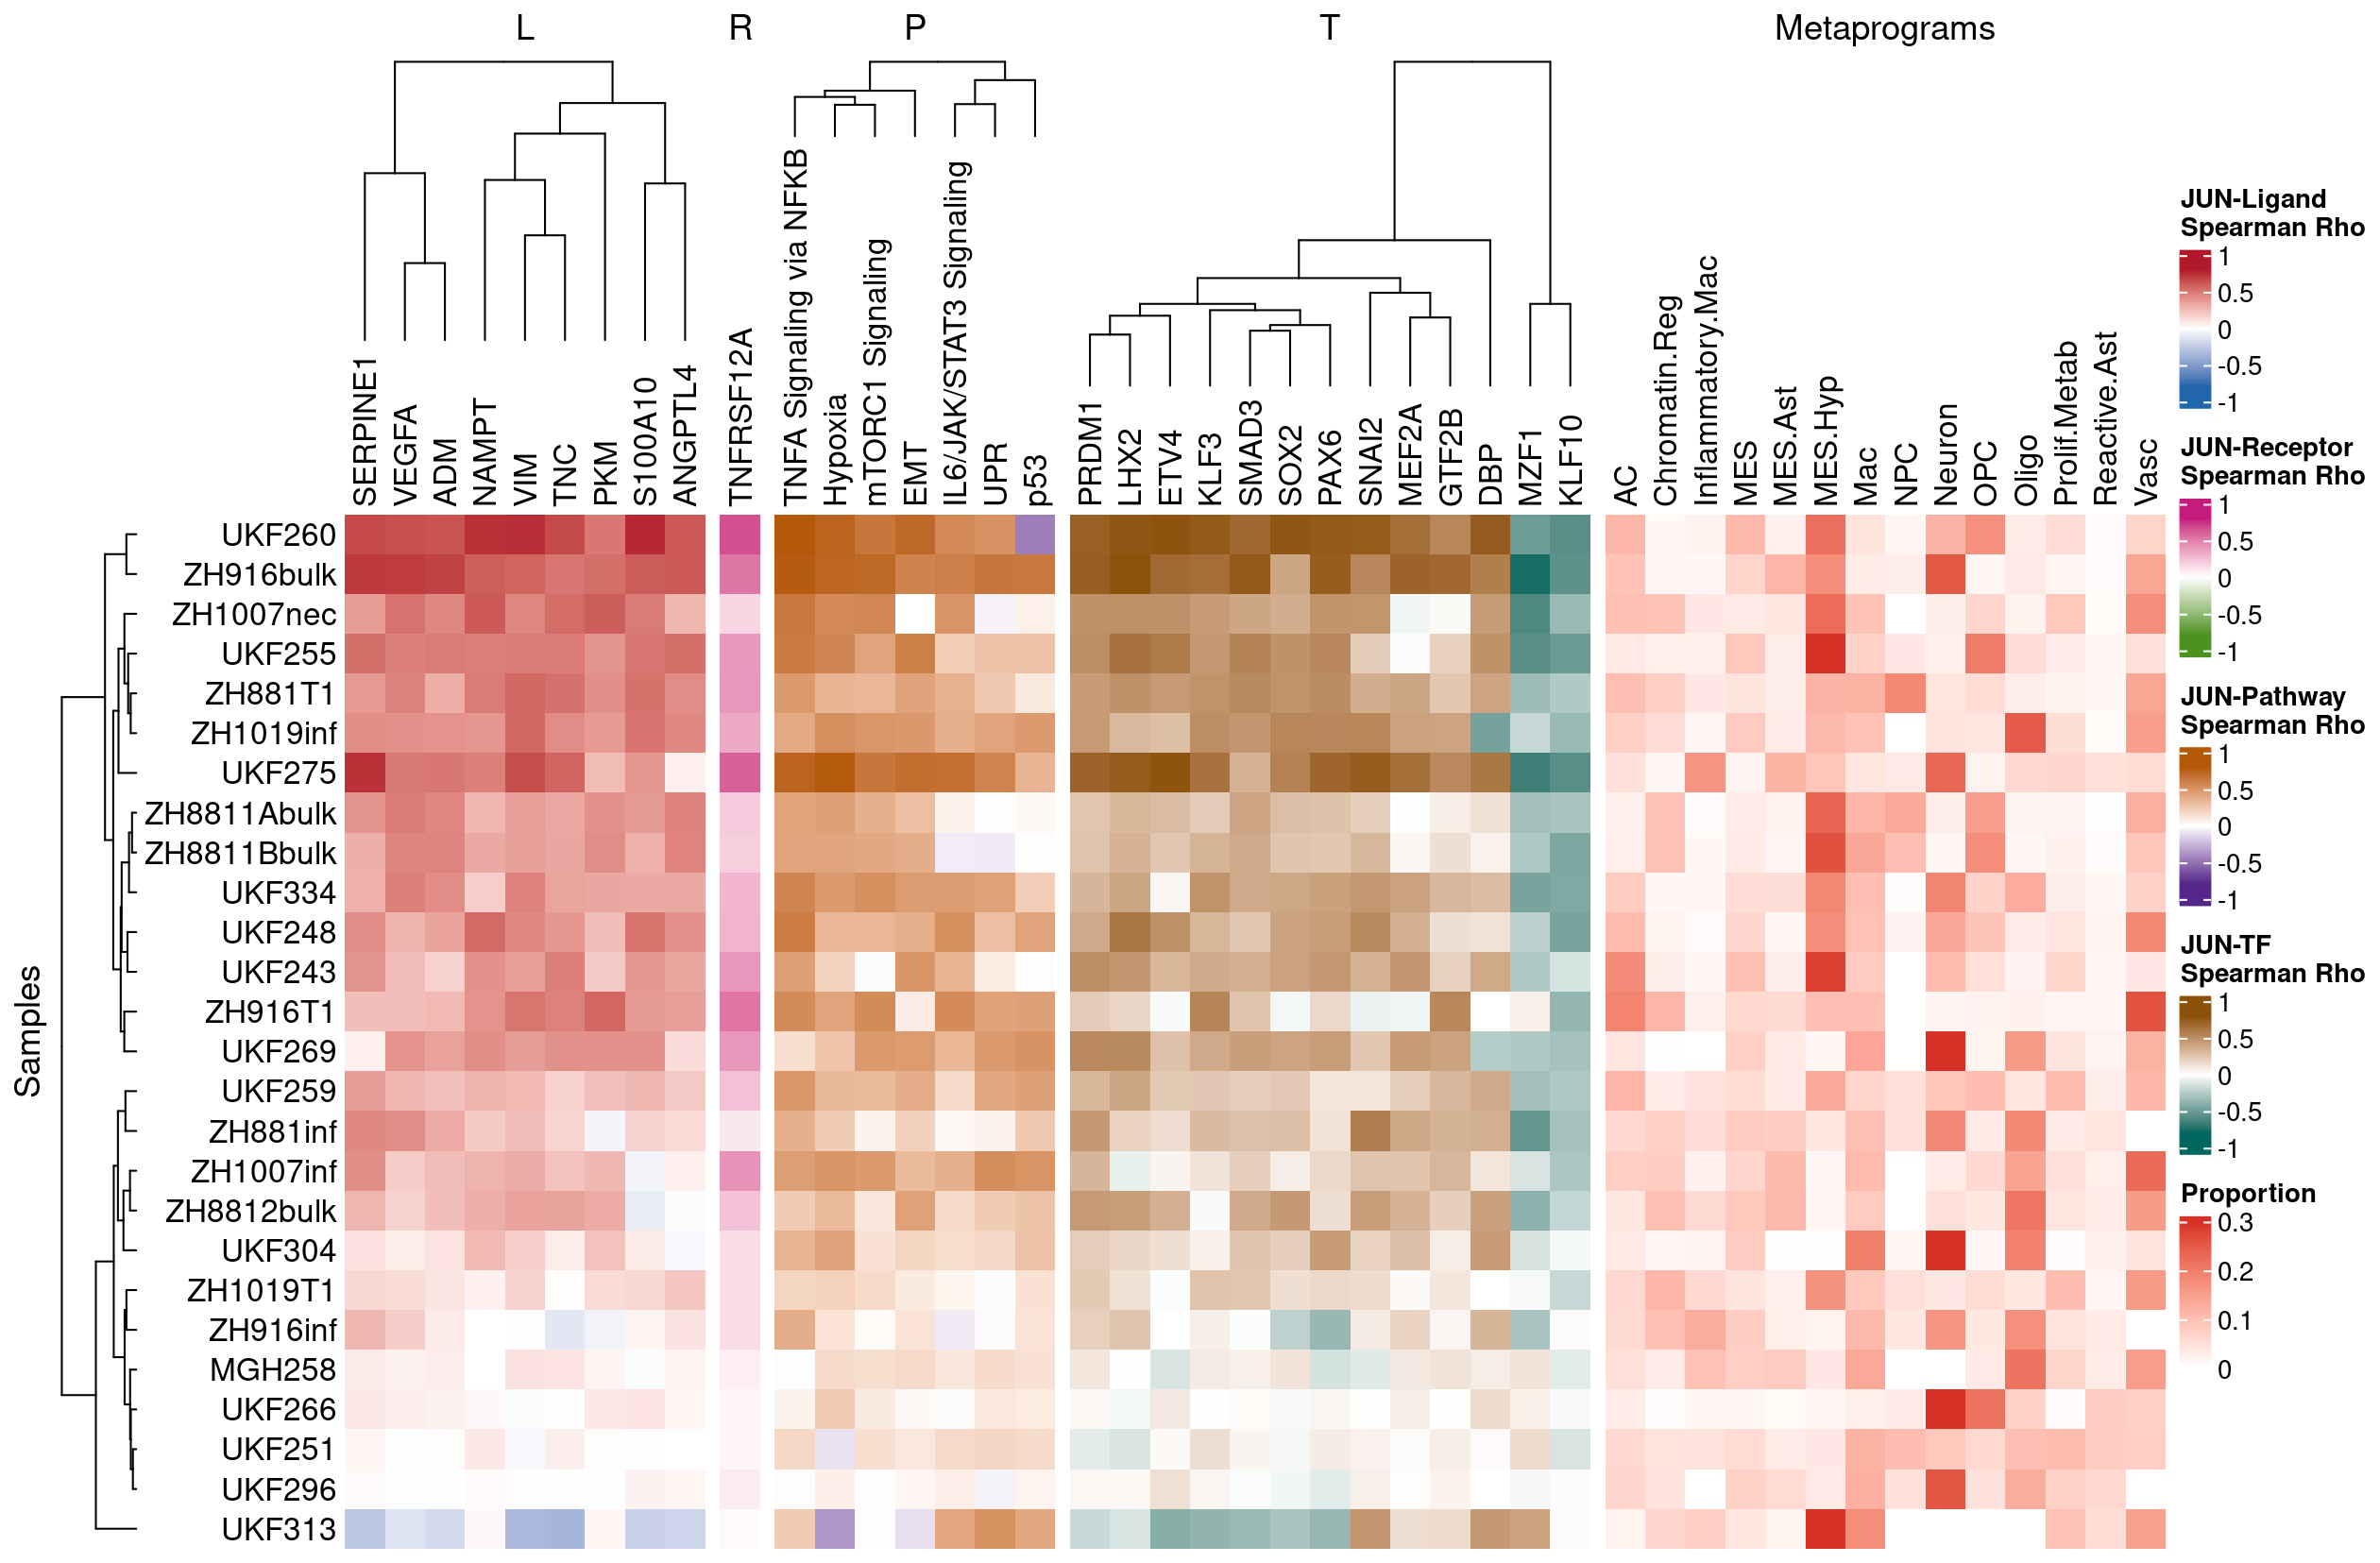 L
R
P
T
Metaprograms
SERPINE1
VEGFA
ADM
NAMPT
VIM
TNC
PKM
S100A10
ANGPTL4
TNFRSF12A
TNFA Signaling via NFKB
Hypoxia
mTORC1 Signaling
EMT
IL6/JAK/STAT3 Signaling
UPR
p53
PRDM1
LHX2
ETV4
KLF3
SMAD3
SOX2
PAX6
SNAI2
MEF2A
GTF2B
DBP
MZF1
KLF10
AC
Chromatin.Reg
Inflammatory.Mac
MES
MES.Ast
MES.Hyp
Mac
NPC
Neuron
OPC
Oligo
Prolif.Metab
Reactive.Ast
Vasc
Samples
UKF260
ZH916bulk
ZH1007nec
UKF255
ZH881T1
ZH1019inf
UKF275
ZH8811Abulk
ZH8811Bbulk
UKF334
UKF248
UKF243
ZH916T1
UKF269
UKF259
ZH881inf
ZH1007inf
ZH8812bulk
UKF304
ZH1019T1
ZH916inf
MGH258
UKF266
UKF251
UKF296
UKF313
JUN-Ligand
Spearman Rho
1
0.5
0
-0.5
-1
JUN-Receptor
Spearman Rho
1
0.5
0
-0.5
-1
JUN-Pathway
Spearman Rho
1
0.5
0
-0.5
-1
JUN-TF
Spearman Rho
1
0.5
0
-0.5
-1
Proportion
0.3
0.2
0.1
0